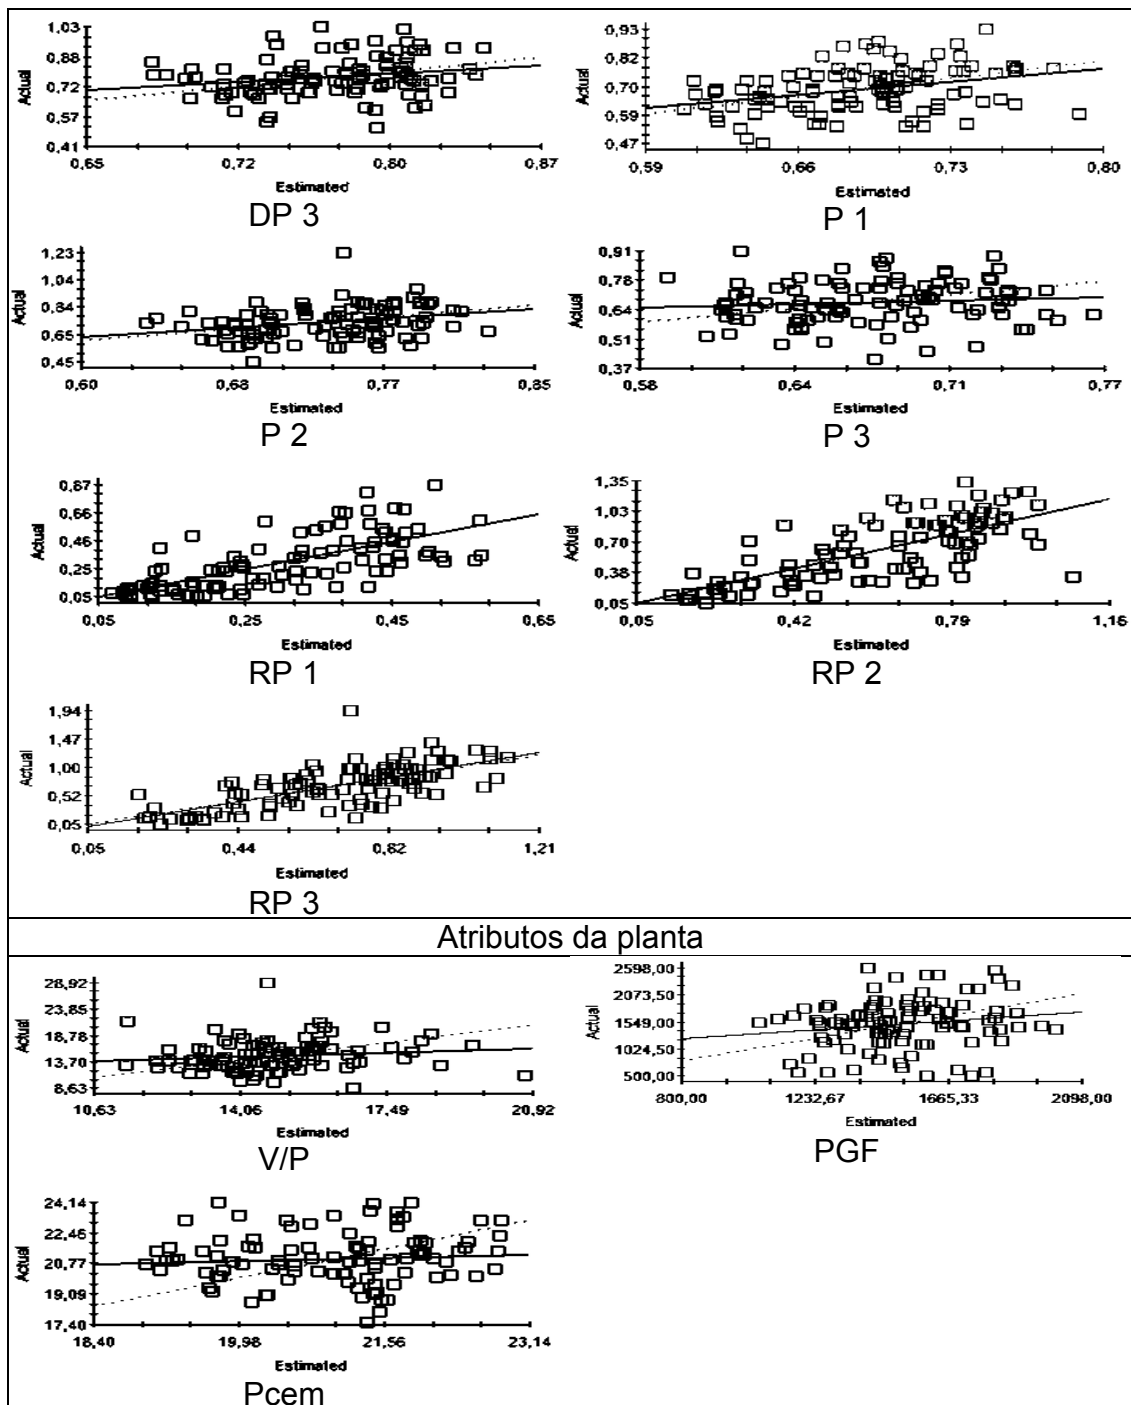 1,03
0,88
0,72
0,57
0,41
Actual
0,65 0,72 0,80 0,87
Estimated
DP 3
0,93
0,82
0,70
0,59
0,47
Actual
0,59 0,66 0,73 0,80
Estimated
P 1
1,23
1,04
0,84
0,65
0,45
Actual
0,60 0,68 0,77 0,85
Estimated
P 2
0,91
0,78
0,64
0,51
0,37
Actual
0,58 0,64 0,71 0,77
Estimated
P 3
0,87
0,66
0,46
0,25
0,05
Actual
0,05 0,25 0,45 0,65
Estimated
RP 1
1,35
1,03
0,70
0,38
0,05
Actual
0,05 0,42 0,79 1,16
Estimated
RP 2
1,94
1,47
1,00
0,52
0,05
Actual
0,05 0,44 0,82 1,21
Estimated
RP 3
Atributos da planta
28,92
23,85
18,78
13,70
8,63
Actual
10,63 14,06 17,49 20,92
Estimated
V/P
2598,00
2073,50
1549,00
1024,50
500,00
Actual
800,00 1232,67 1665,33 2098,00
Estimated
PGF
24,14
22,46
20,77
19,09
17,40
Actual
18,40 19,98 21,56 23,14
Estimated
Pcem